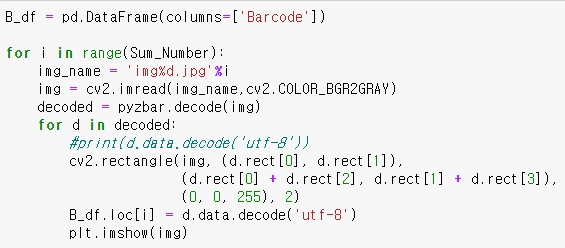 B_df = pd.DataFrame(columns=['Barcode'])
for i in range(Sum_Number):
    img_name = 'img%d.jpg'%i
    img = cv2.imread(img_name,cv2.COLOR_BGR2GRAY)
    decoded = pyzbar.decode(img)
    for d in decoded:
        #print(d.data.decode('utf-8'))
        cv2.rectangle(img, (d.rect[0], d.rect[1]),
                      (d.rect[0] + d.rect[2], d.rect[1] + d.rect[3]),
                      (0, 0, 255), 2)
        B_df.loc[i] = d.data.decode('utf-8')
        plt.imshow(img)